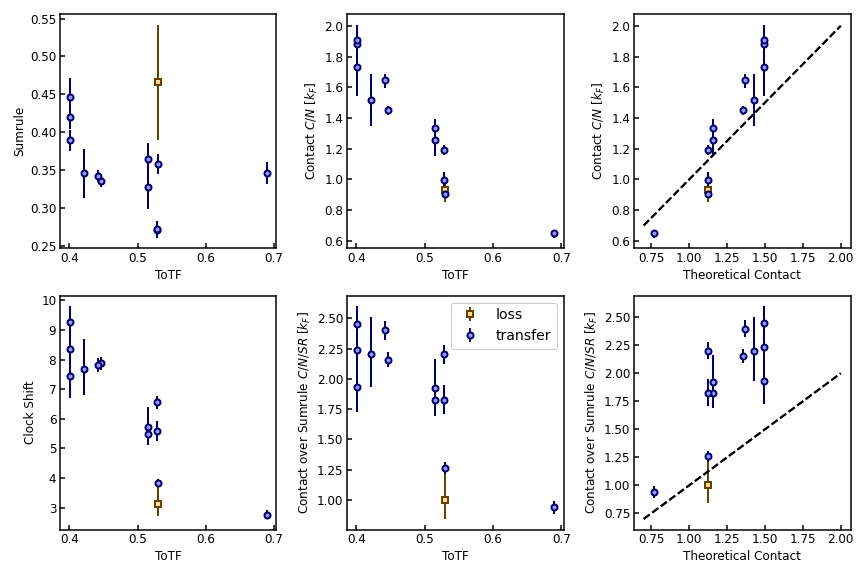 0.55
0.50
0.45
0.40
0.35
0.30
0.25
Sumrule
0.4 0.5 0.6 0.7
ToTF
2.0
1.8
1.6
1.4
1.2
1.0
0.8
0.6
Contact C/N [k_F]
0.4 0.5 0.6 0.7
ToTF
2.0
1.8
1.6
1.4
1.2
1.0
0.8
0.6
Contact C/N [k_F]
0.75 1.00 1.25 1.50 1.75 2.00
Theoretical Contact
10
9
8
7
6
5
4
3
Clock Shift
0.4 0.5 0.6 0.7
ToTF
2.50
2.25
2.00
1.75
1.50
1.25
1.00
Contact over Sumrule C/N/SR [k_F]
loss
transfer
0.4 0.5 0.6 0.7
ToTF
2.50
2.25
2.00
1.75
1.50
1.25
1.00
0.75
Contact over Sumrule C/N/SR [k_F]
0.75 1.00 1.25 1.50 1.75 2.00
Theoretical Contact